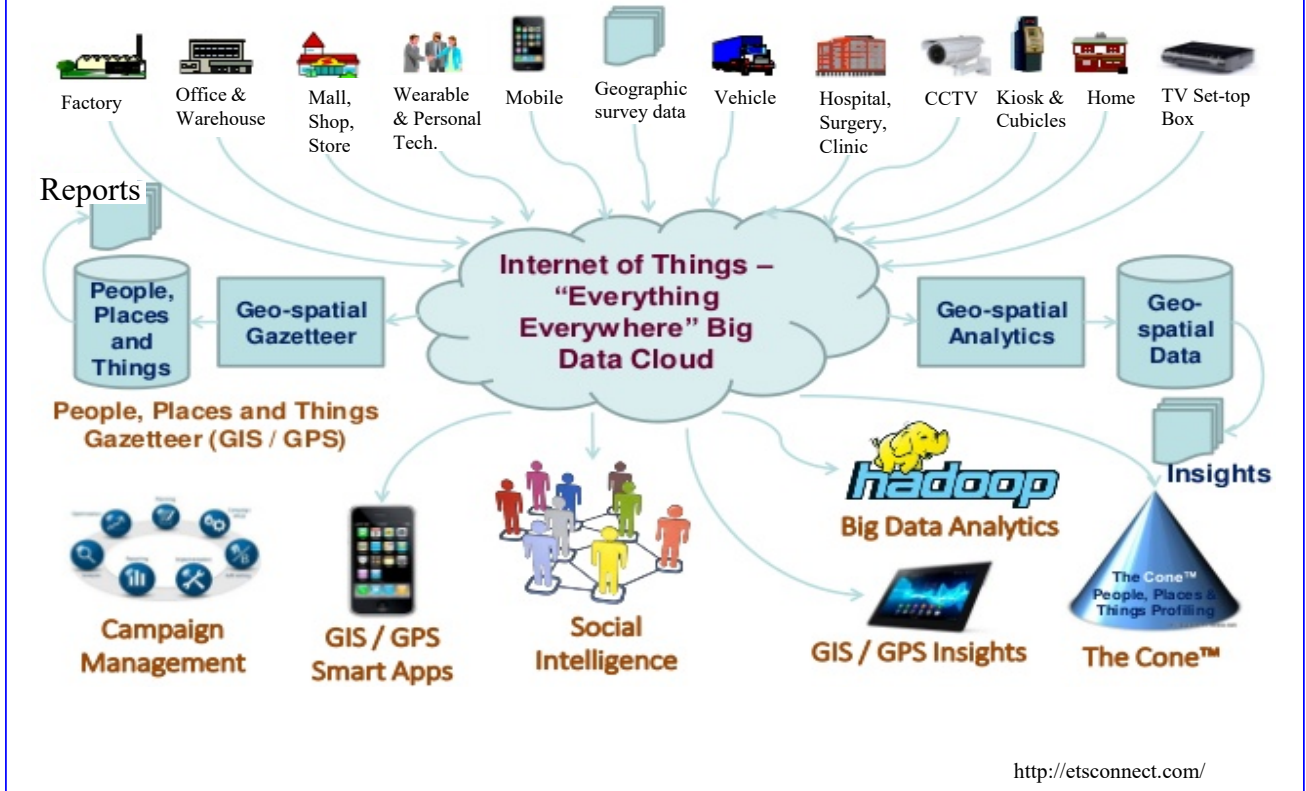 Factory
Office &
Warehouse
Mall,
Shop,
Store
Wearable
& Personal
Tech.
Mobile
Geographic
survey data
Vehicle
Hospital,
Surgery,
Clinic
CCTV
Kiosk &
Cubicles
Home
TV Set-top
Box
Reports
People,
Places
and
Things
Geo-spatial
Gazetteer
Internet of Things –
“Everything
Everywhere” Big
Data Cloud
Geo-spatial
Analytics
Geo-
spatial
Data
People, Places and Things
Gazetteer (GIS / GPS)
Insights
Campaign
Management
GIS / GPS
Smart Apps
Social
Intelligence
hadoop
Big Data Analytics
GIS / GPS Insights
The Cone™
People, Places &
Things Profiling
The Cone™
http://etsconnect.com/